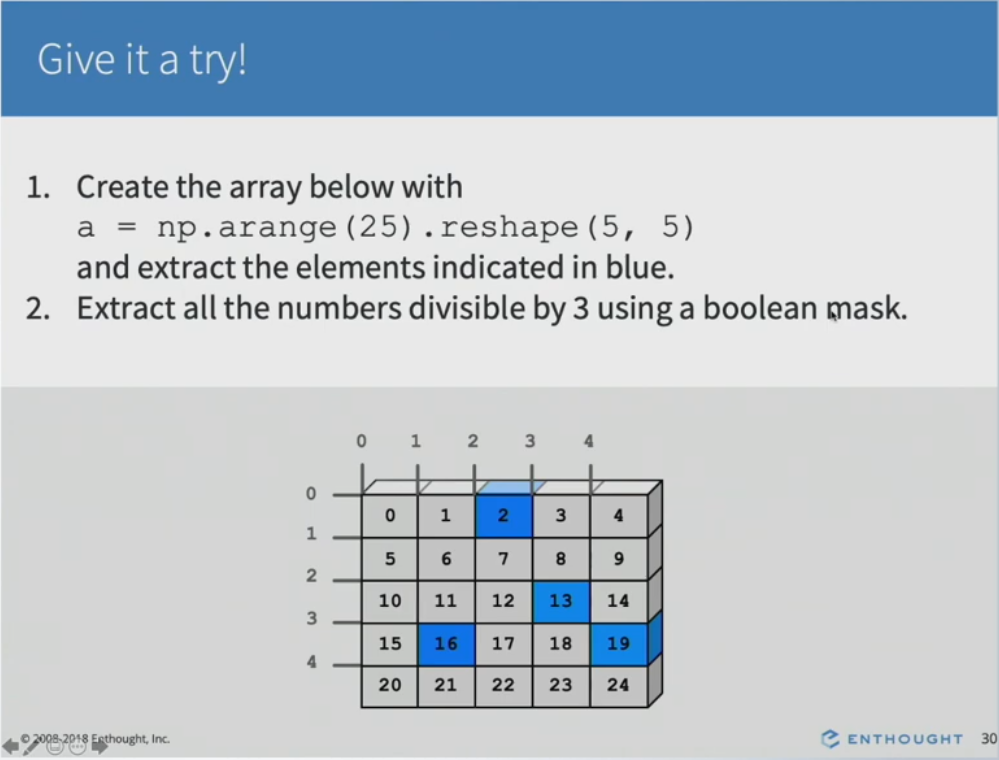 Give it a try!
1. Create the array below with
a = np.arange(25).reshape(5, 5)
and extract the elements indicated in blue.
2. Extract all the numbers divisible by 3 using a boolean mask.
0 1 2 3 4
0
0 1 2 3 4
1
5 6 7 8 9
2
10 11 12 13 14
3
15 16 17 18 19
4
20 21 22 23 24
© 2008-2018 Enthought, Inc.
ENTHOUGHT 30